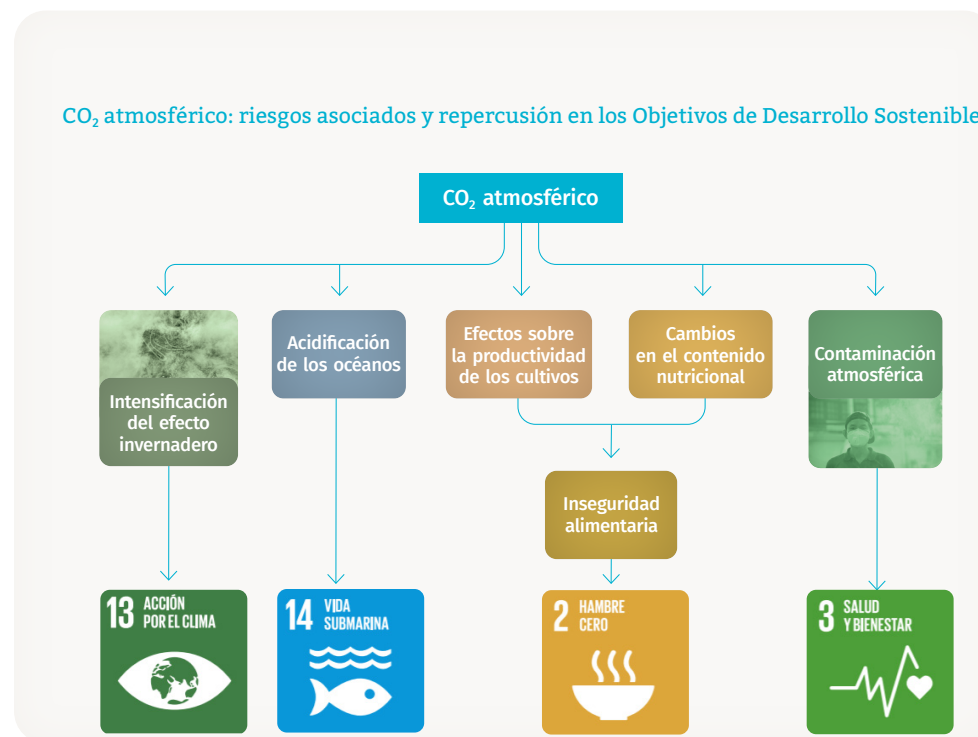 CO₂ atmosférico: riesgos asociados y repercusión en los Objetivos de Desarrollo Sostenible
CO₂ atmosférico
Intensificación
del efecto
invernadero
Acidificación
de los océanos
Efectos sobre
la productividad
de los cultivos
Cambios
en el contenido
nutricional
Contaminación
atmosférica
Inseguridad
alimentaria
13 ACCIÓN
POR EL CLIMA
14 VIDA
SUBMARINA
2 HAMBRE
CERO
3 SALUD
Y BIENESTAR